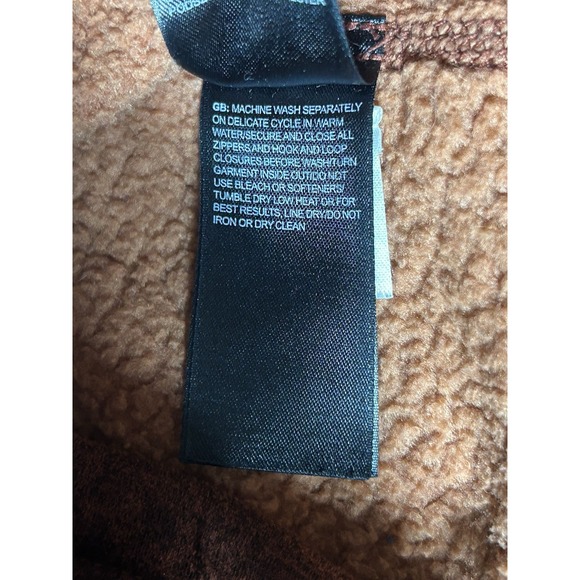 GB: MACHINE WASH SEPARATELY
ON DELICATE CYCLE IN WARM
WATER/SECURE AND CLOSE ALL
ZIPPERS AND HOOK AND LOOP
CLOSURES BEFORE WASH/TURN
GARMENT INSIDE OUT/DO NOT
USE BLEACH OR SOFTENERS/
TUMBLE DRY LOW HEAT OR FOR
BEST RESULTS, LINE DRY/DO NOT
IRON OR DRY CLEAN